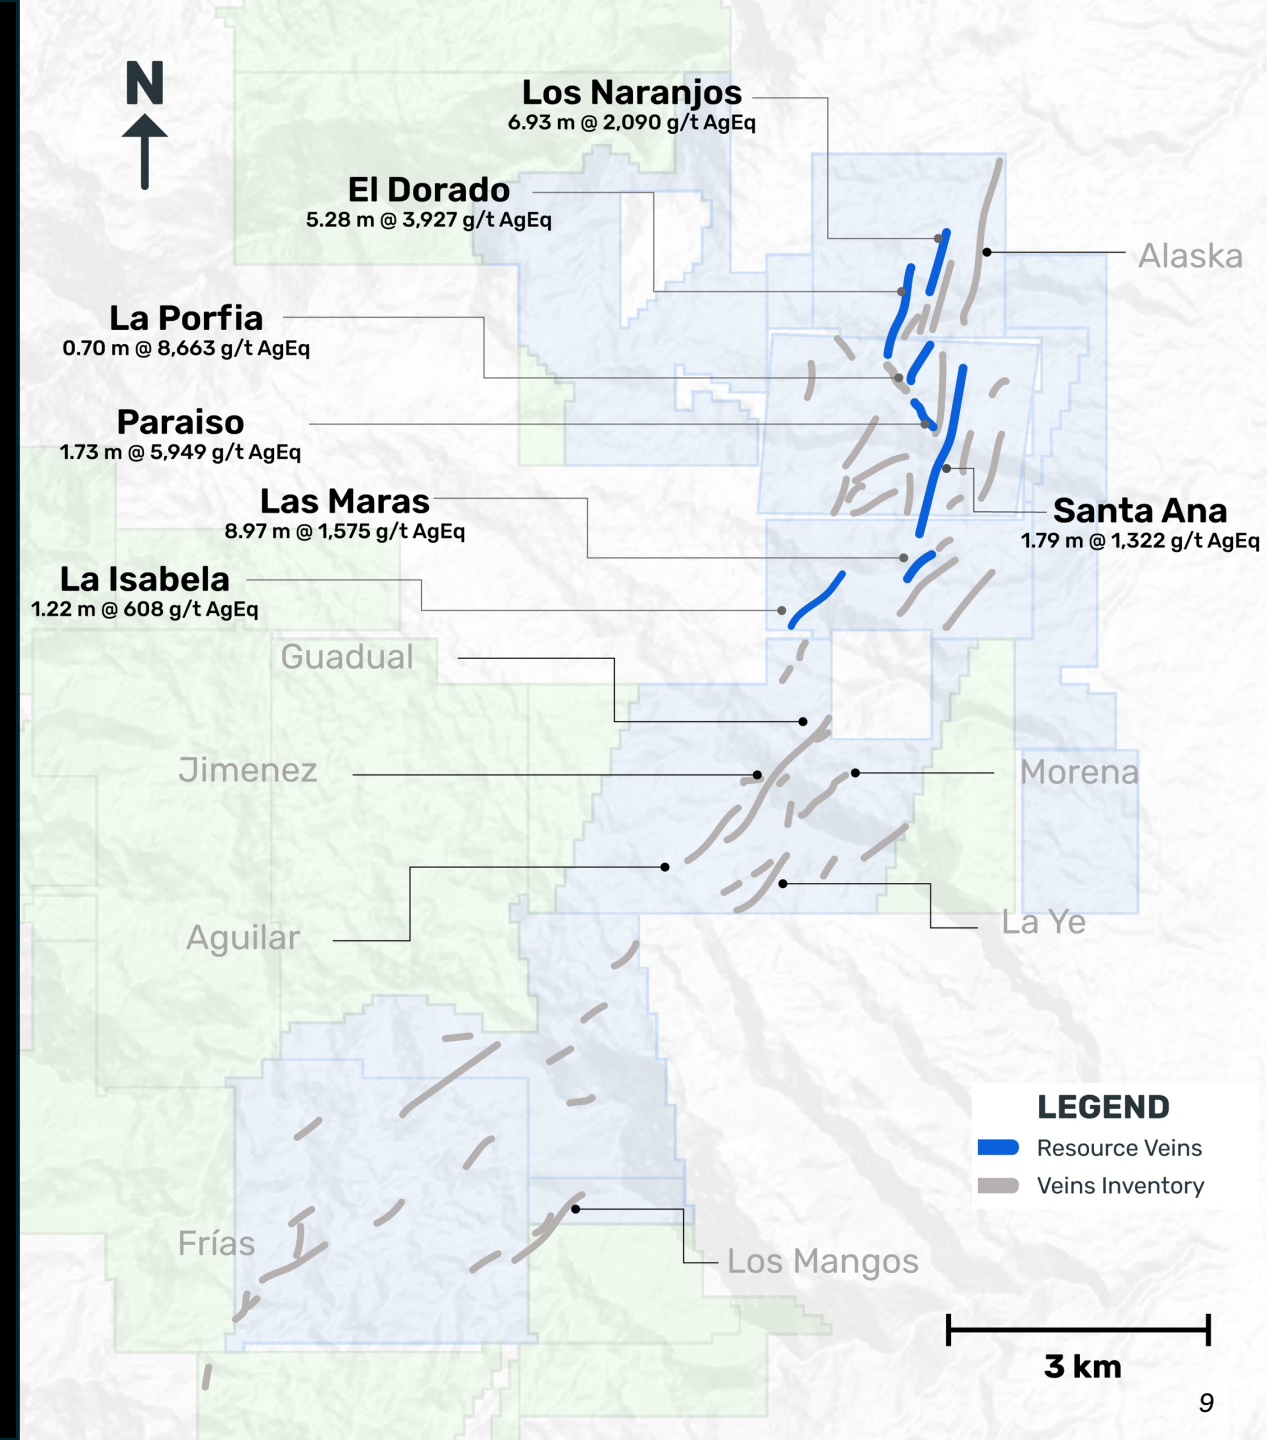 N
Los Naranjos
6.93 m @ 2,090 g/t AgEq
El Dorado
5.28 m @ 3,927 g/t AgEq
Alaska
La Porfia
0.70 m @ 8,663 g/t AgEq
Paraiso
1.73 m @ 5,949 g/t AgEq
Las Maras
8.97 m @ 1,575 g/t AgEq
Santa Ana
1.79 m @ 1,322 g/t AgEq
La Isabela
1.22 m @ 608 g/t AgEq
Guadual
Jimenez
Morena
Aguilar
La Ye
LEGEND
Resource Veins
Veins Inventory
Frías
Los Mangos
3 km
9